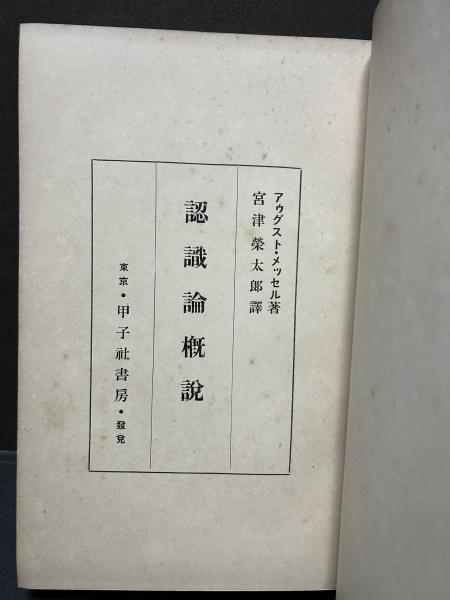 アウグスト・メッセル著
宮津榮太郎譯
認識論概說
東京・甲子社書房・發兌